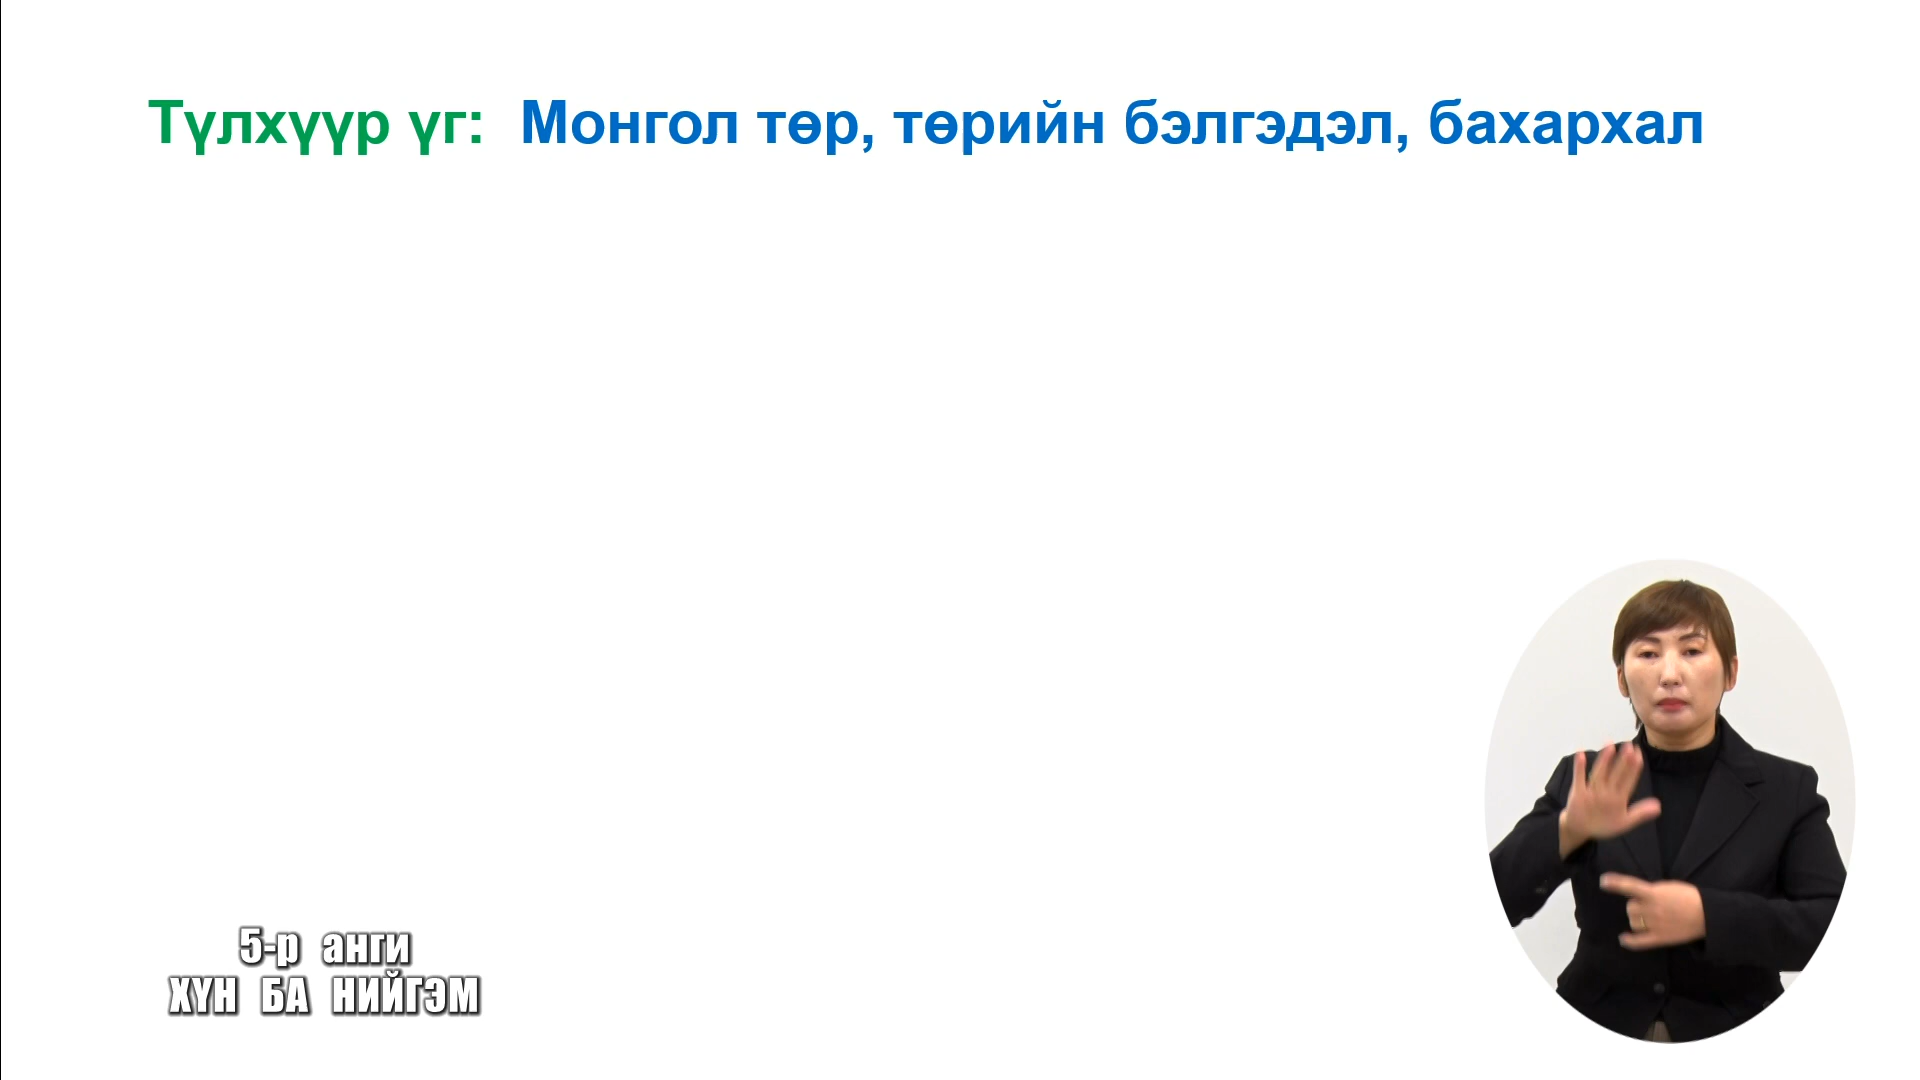 Түлхүүр үг: Монгол төр, төрийн бэлгэдэл, бахархал
5-р анги
ХҮН БА НИЙГЭМ